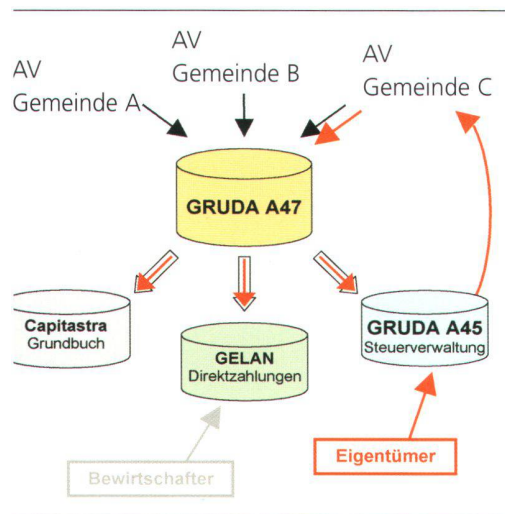 AV
Gemeinde A
AV
Gemeinde B
AV
Gemeinde C
GRUDA A47
Capitastra
Grundbuch
GELAN
Direktzahlungen
GRUDA A45
Steuerverwaltung
Bewirtschafter
Eigentümer